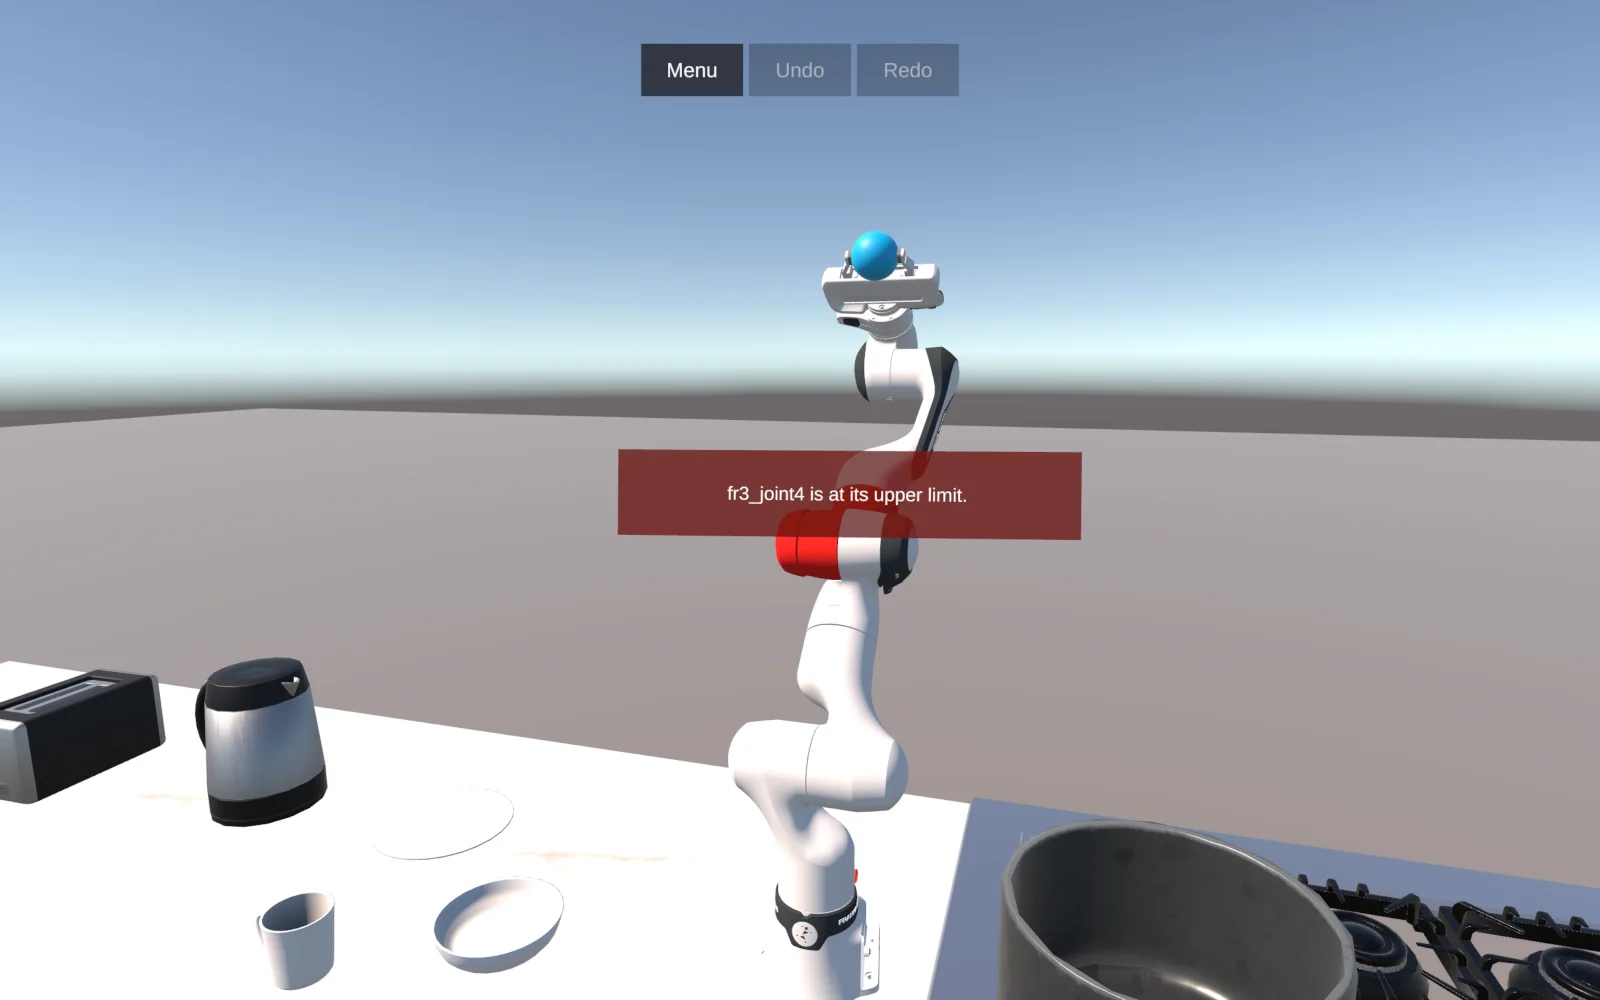 Menu
Undo
Redo
fr3_joint4 is at its upper limit.